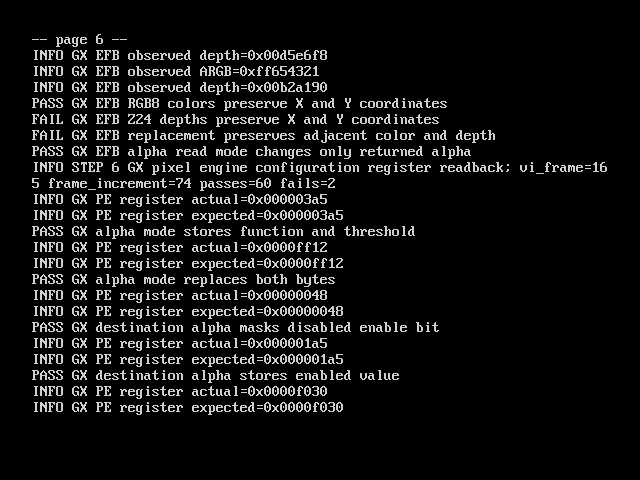 -- page 6 --
INFO GX EFB observed depth=0x00d5e6f8
INFO GX EFB observed ARGB=0xff654321
INFO GX EFB observed depth=0x00b2a190
PASS GX EFB RGB8 colors preserve X and Y coordinates
FAIL GX EFB Z24 depths preserve X and Y coordinates
FAIL GX EFB replacement preserves adjacent color and depth
PASS GX EFB alpha read mode changes only returned alpha
INFO STEP 6 GX pixel engine configuration register readback; vi_frame=16
5 frame_increment=74 passes=60 fails=2
INFO GX PE register actual=0x000003a5
INFO GX PE register expected=0x000003a5
PASS GX alpha mode stores function and threshold
INFO GX PE register actual=0x0000ff12
INFO GX PE register expected=0x0000ff12
PASS GX alpha mode replaces both bytes
INFO GX PE register actual=0x00000048
INFO GX PE register expected=0x00000048
PASS GX destination alpha masks disabled enable bit
INFO GX PE register actual=0x000001a5
INFO GX PE register expected=0x000001a5
PASS GX destination alpha stores enabled value
INFO GX PE register actual=0x0000f030
INFO GX PE register expected=0x0000f030